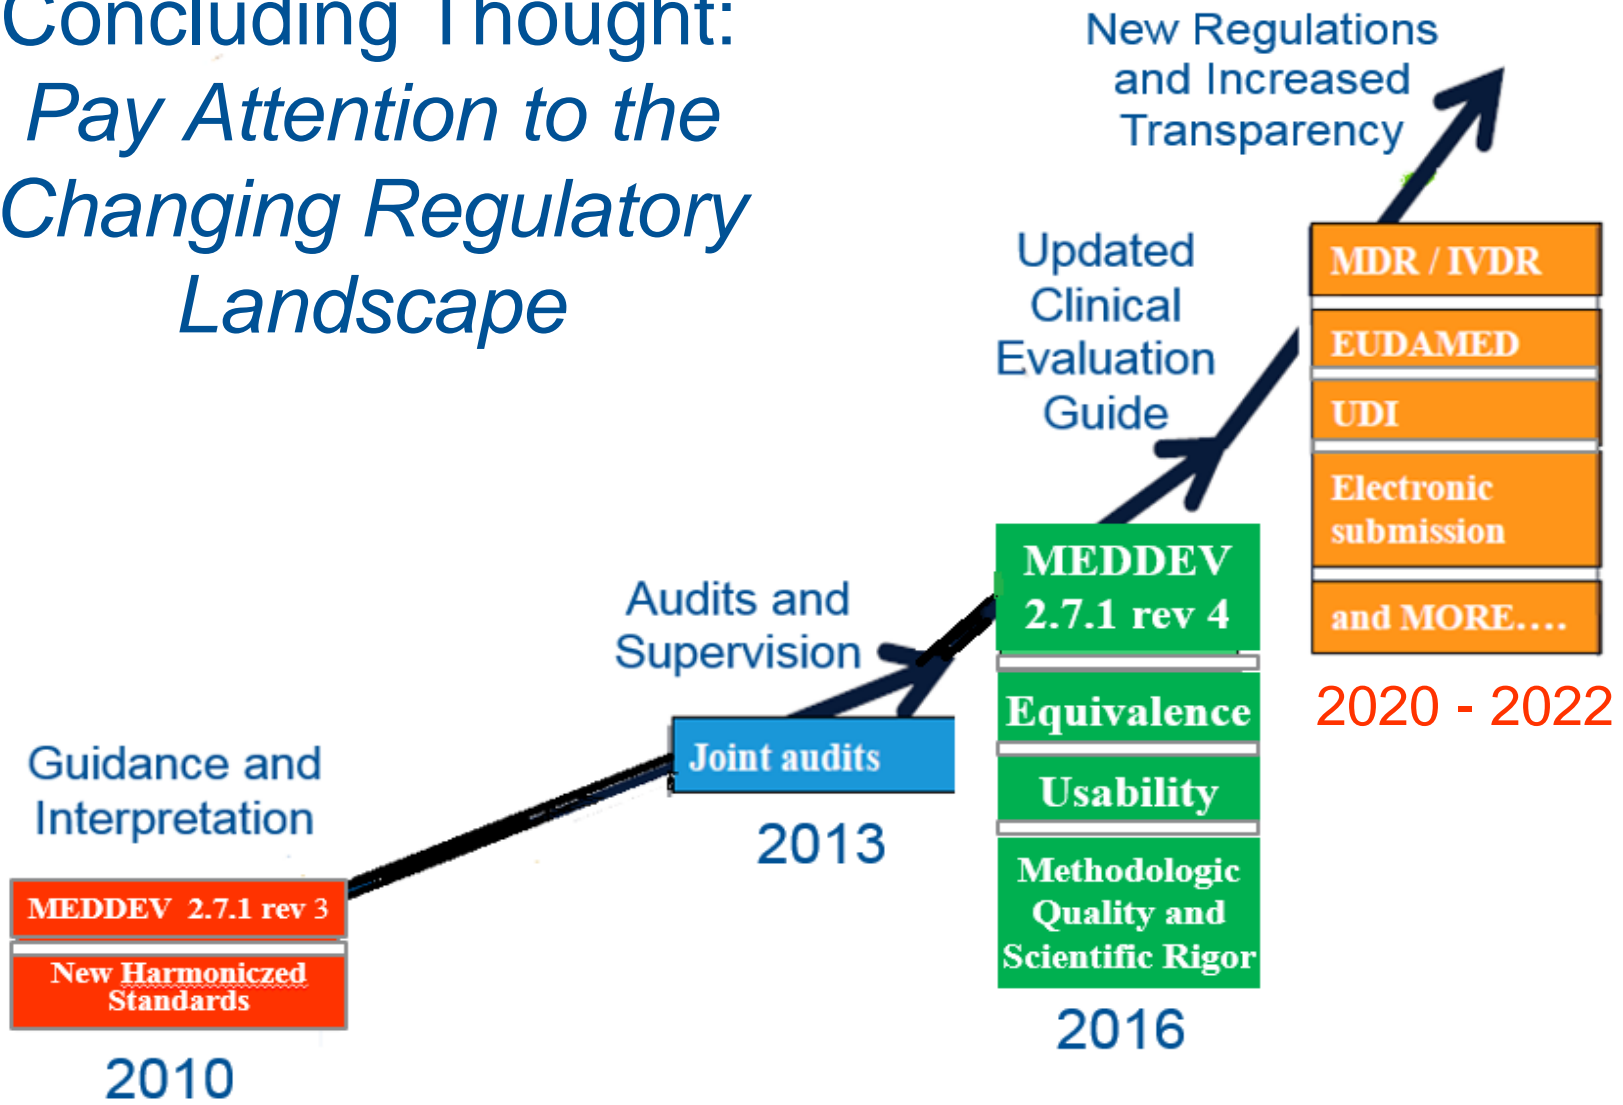 Concluding Thought:
Pay Attention to the
Changing Regulatory
Landscape
New Regulations
and Increased
Transparency
Updated
Clinical
Evaluation
Guide
Audits and
Supervision
Guidance and
Interpretation
MEDDEV 2.7.1 rev 3
New Harmoniczed
Standards
2010
Joint audits
2013
MEDDEV
2.7.1 rev 4
Equivalence
Usability
Methodologic
Quality and
Scientific Rigor
2016
MDR / IVDR
EUDAMED
UDI
Electronic
submission
and MORE....
2020 - 2022